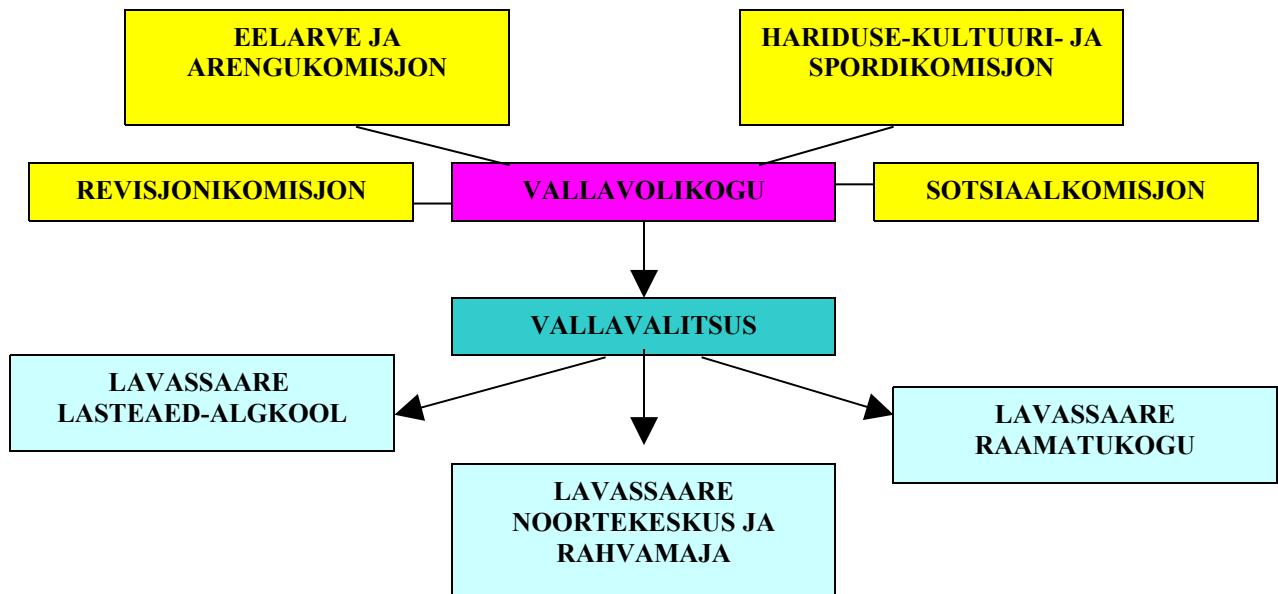 EELARVE JA
ARENGUKOMISJON
HARIDUSE-KULTUURI- JA
SPORDIKOMISJON
REVISJONIKOMISJON
VALLAVOLIKOGU
SOTSIAALKOMISJON
VALLAVALITSUS
LAVASSAARE
LASTEAED-ALGKOOL
LAVASSAARE
NOORTEKESKUS JA
RAHVAMAJA
LAVASSAARE
RAAMATUKOGU